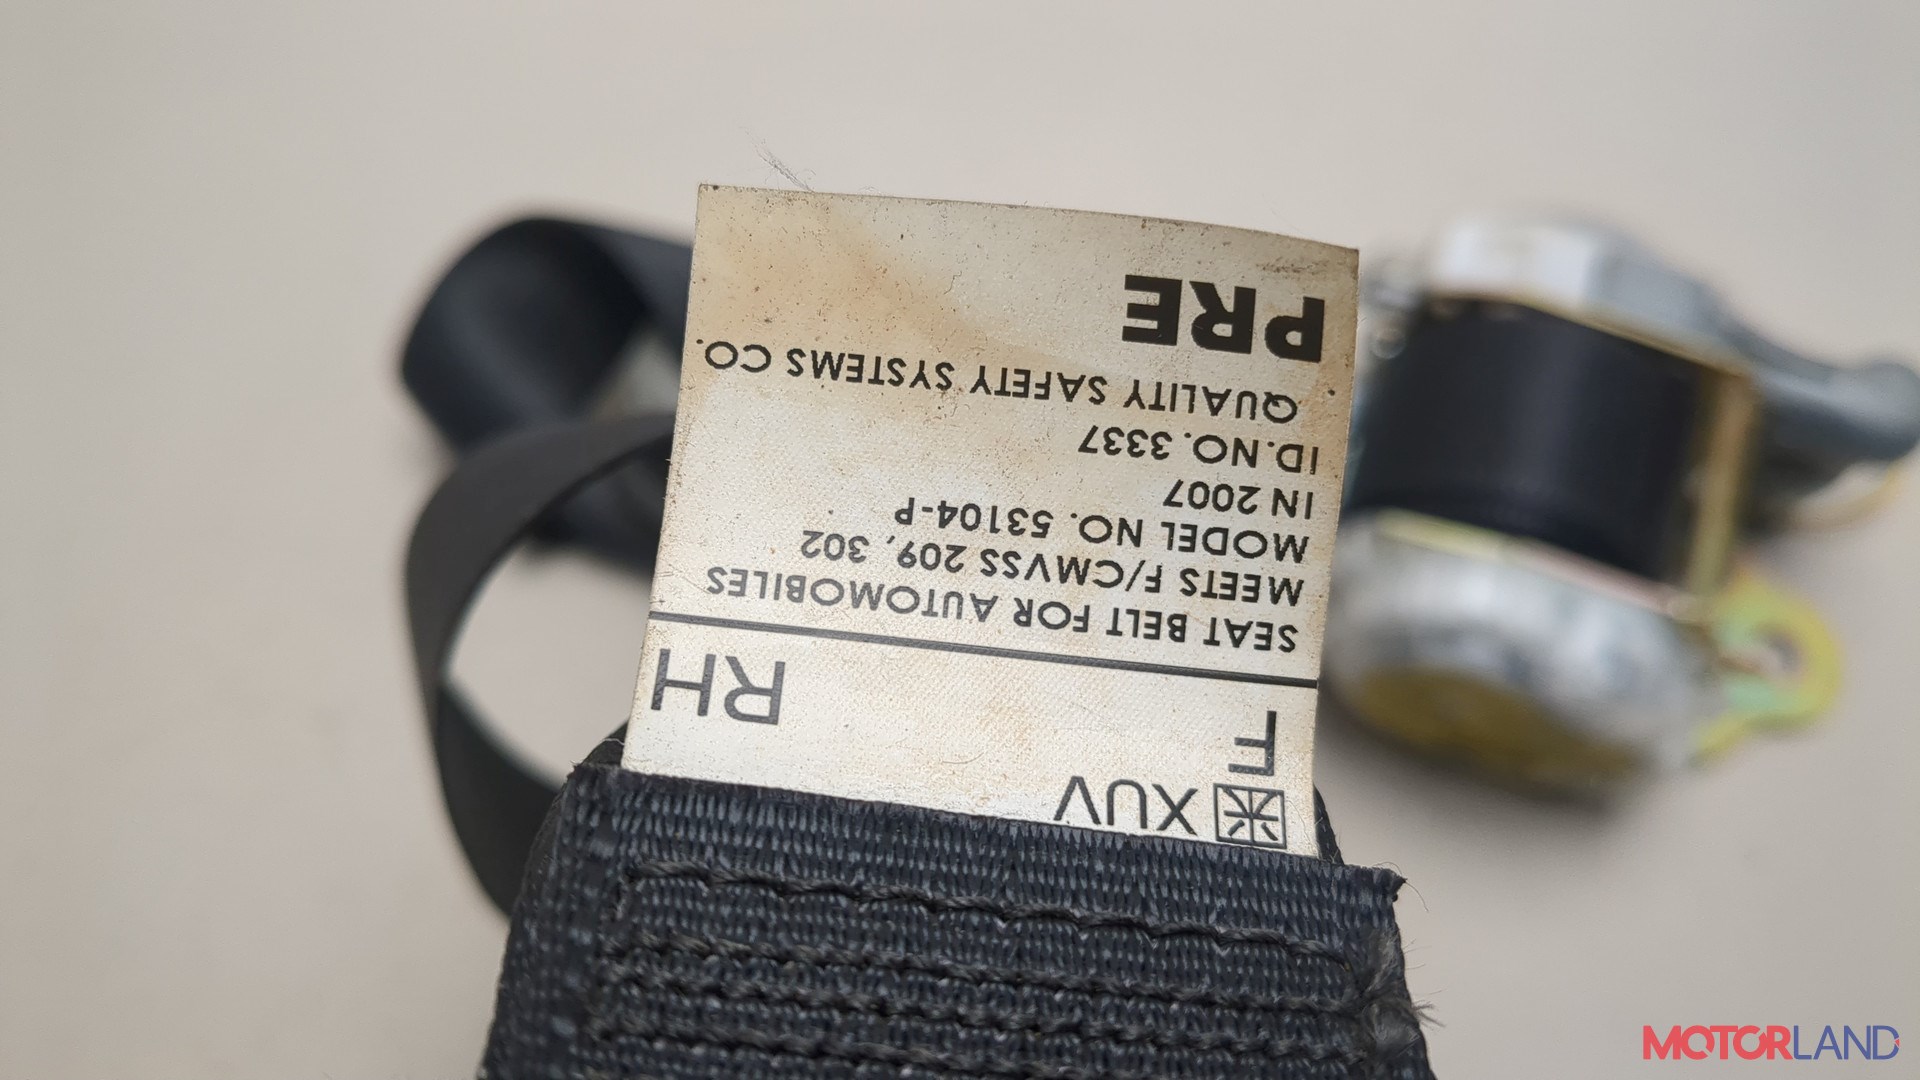 XUV
F RH
SEAT BELT FOR AUTOMOBILES
MEETS F/CMVSS 209, 302
MODEL NO. 53104-P
IN 2007
ID.NO. 3337
QUALITY SAFETY SYSTEMS CO.
PRE
MOTORLAND